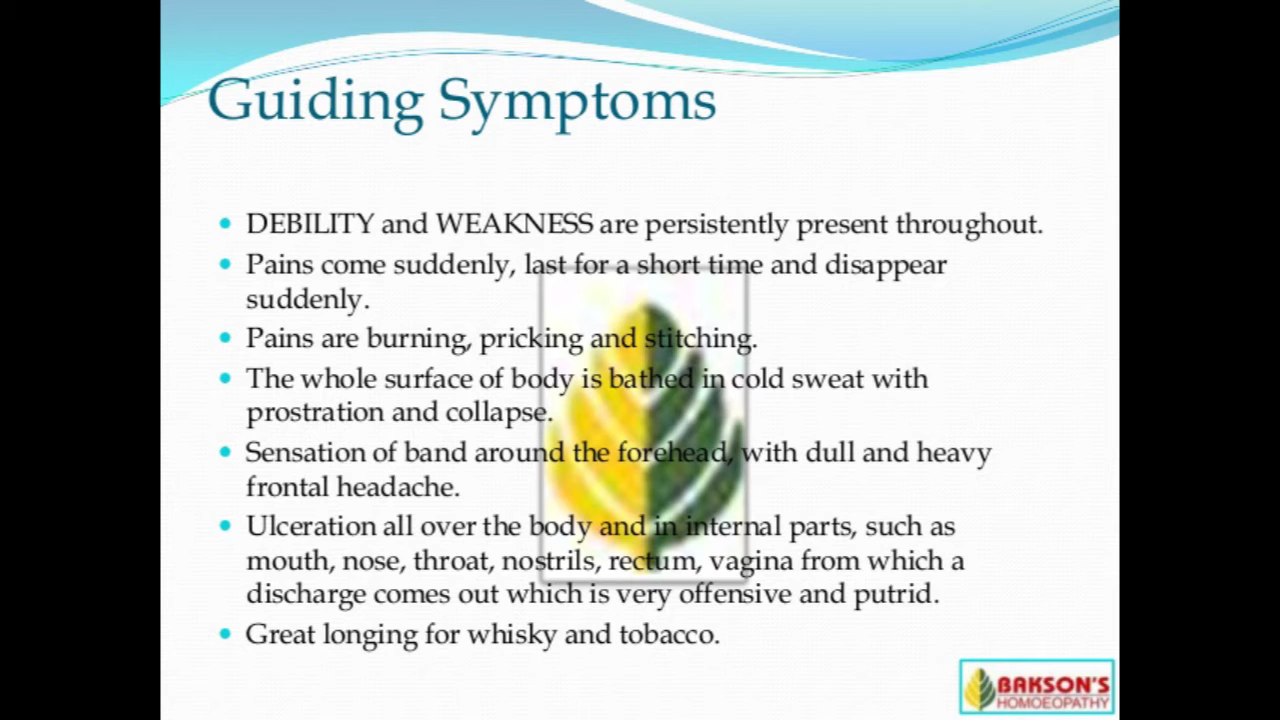 Guiding Symptoms
• DEBILITY and WEAKNESS are persistently present throughout.
• Pains come suddenly, last for a short time and disappear
suddenly.
• Pains are burning, pricking and stitching.
• The whole surface of body is bathed in cold sweat with
prostration and collapse.
• Sensation of band around the forehead, with dull and heavy
frontal headache.
• Ulceration all over the body and in internal parts, such as
mouth, nose, throat, nostrils, rectum, vagina from which a
discharge comes out which is very offensive and putrid.
• Great longing for whisky and tobacco.
BAKSON'S
HOMOEOPATHY